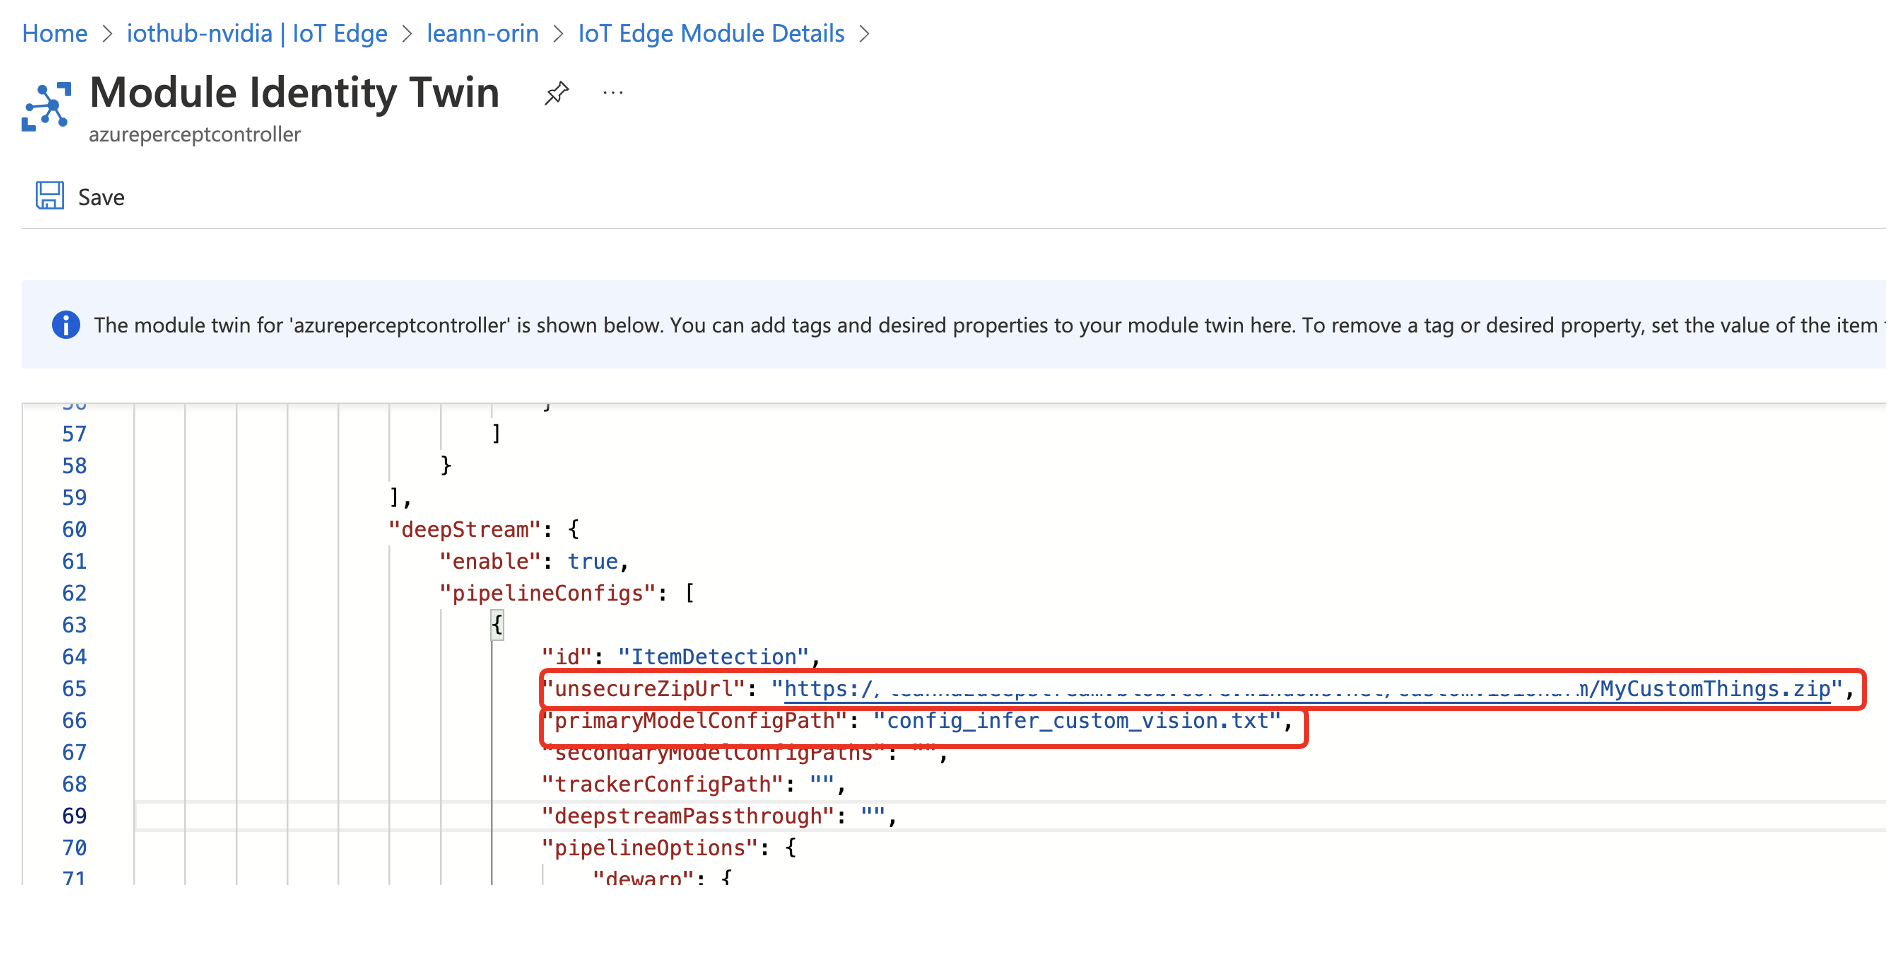 Home > iothub-nvidia | IoT Edge > leann-orin > IoT Edge Module Details >
Module Identity Twin ...
azureperceptcontroller
Save
The module twin for 'azureperceptcontroller' is shown below. You can add tags and desired properties to your module twin here. To remove a tag or desired property, set the value of the item
56 }
57 ]
58 }
59 ],
60 "deepStream": {
61 "enable": true,
62 "pipelineConfigs": [
63 {
64 "id": "ItemDetection",
65 "unsecureZipUrl": "https:/ /MyCustomThings.zip",
66 "primaryModelConfigPath": "config_infer_custom_vision.txt",
67 "secondaryModelConfigPaths": "",
68 "trackerConfigPath": "",
69 "deepstreamPassthrough": "",
70 "pipelineOptions": {
71 "dewarp": {